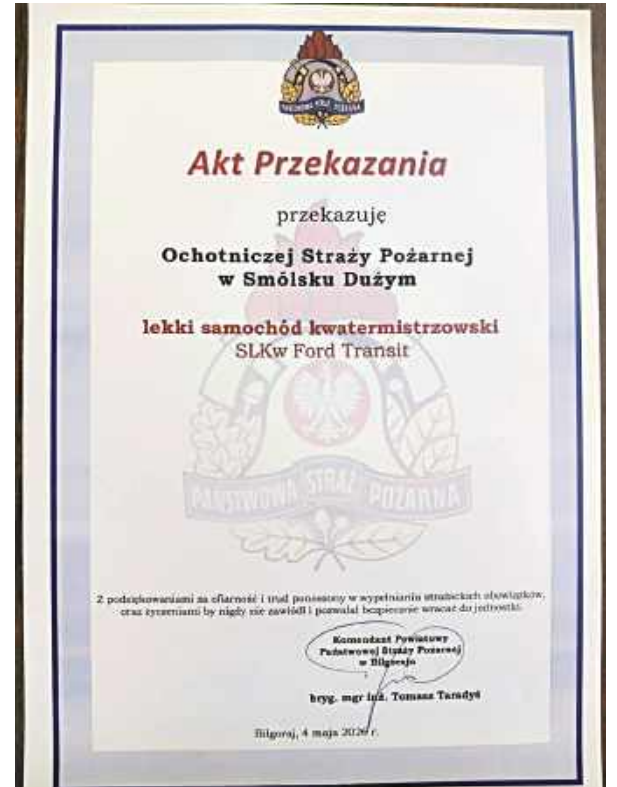 PAŃSTWOWA STRAŻ POŻARNA
Akt Przekazania
przekazuję
Ochotniczej Straży Pożarnej
w Smólsku Dużym
lekki samochód kwatermistrzowski
SLKw Ford Transit
PAŃSTWOWA STRAŻ POŻARNA
Z podziękowaniami za ofiarność i trud ponoszony w wypełnianiu strażackich obowiązków,
oraz życzeniami by nigdy nie zawiódł i pozwalał bezpiecznie wracać do jednostki.
Komendant Powiatowy
Państwowej Straży Pożarnej
w Biłgoraju
bryg. mgr inż. Tomasz Taradyś
Biłgoraj, 4 maja 2026 r.